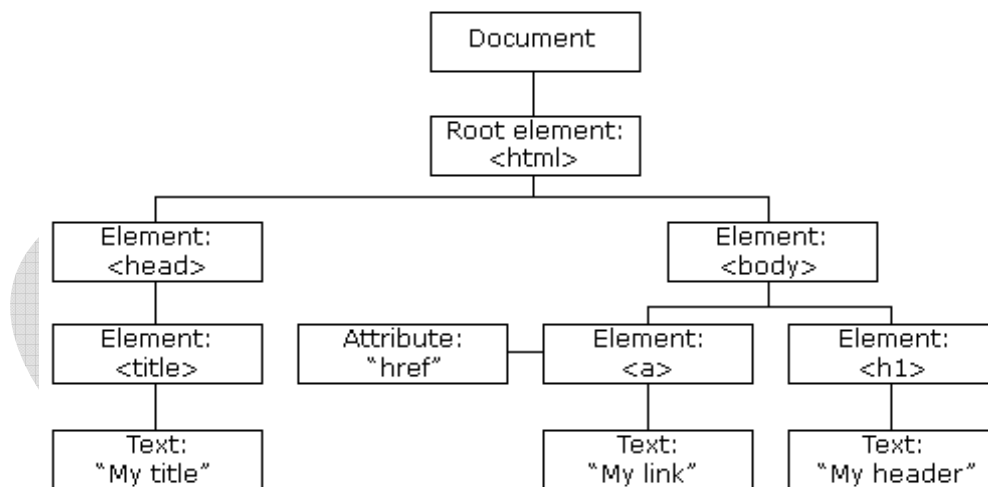 Document
Root element:
<html>
Element:
<head>
Element:
<body>
Element:
<title>
Attribute:
“href”
Element:
<a>
Element:
<h1>
Text:
“My title”
Text:
“My link”
Text:
“My header”